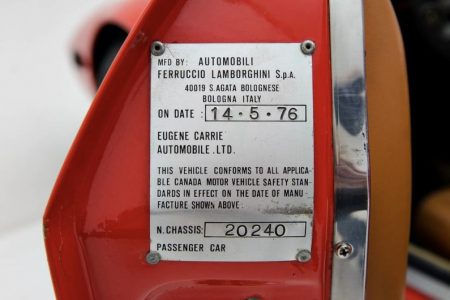 MFD BY: AUTOMOBILI
FERRUCCIO LAMBORGHINI S.p.A.
40019 S.AGATA BOLOGNESE
BOLOGNA ITALY
ON DATE : 14·5·76
EUGENE CARRIE'
AUTOMOBILE .LTD.
THIS VEHICLE CONFORMS TO ALL APPLICA-
BLE CANADA MOTOR VEHICLE SAFETY STAN-
DARDS IN EFFECT ON THE DATE OF MANU-
FACTURE SHOWN ABOVE.
N.CHASSIS: 20240
PASSENGER CAR